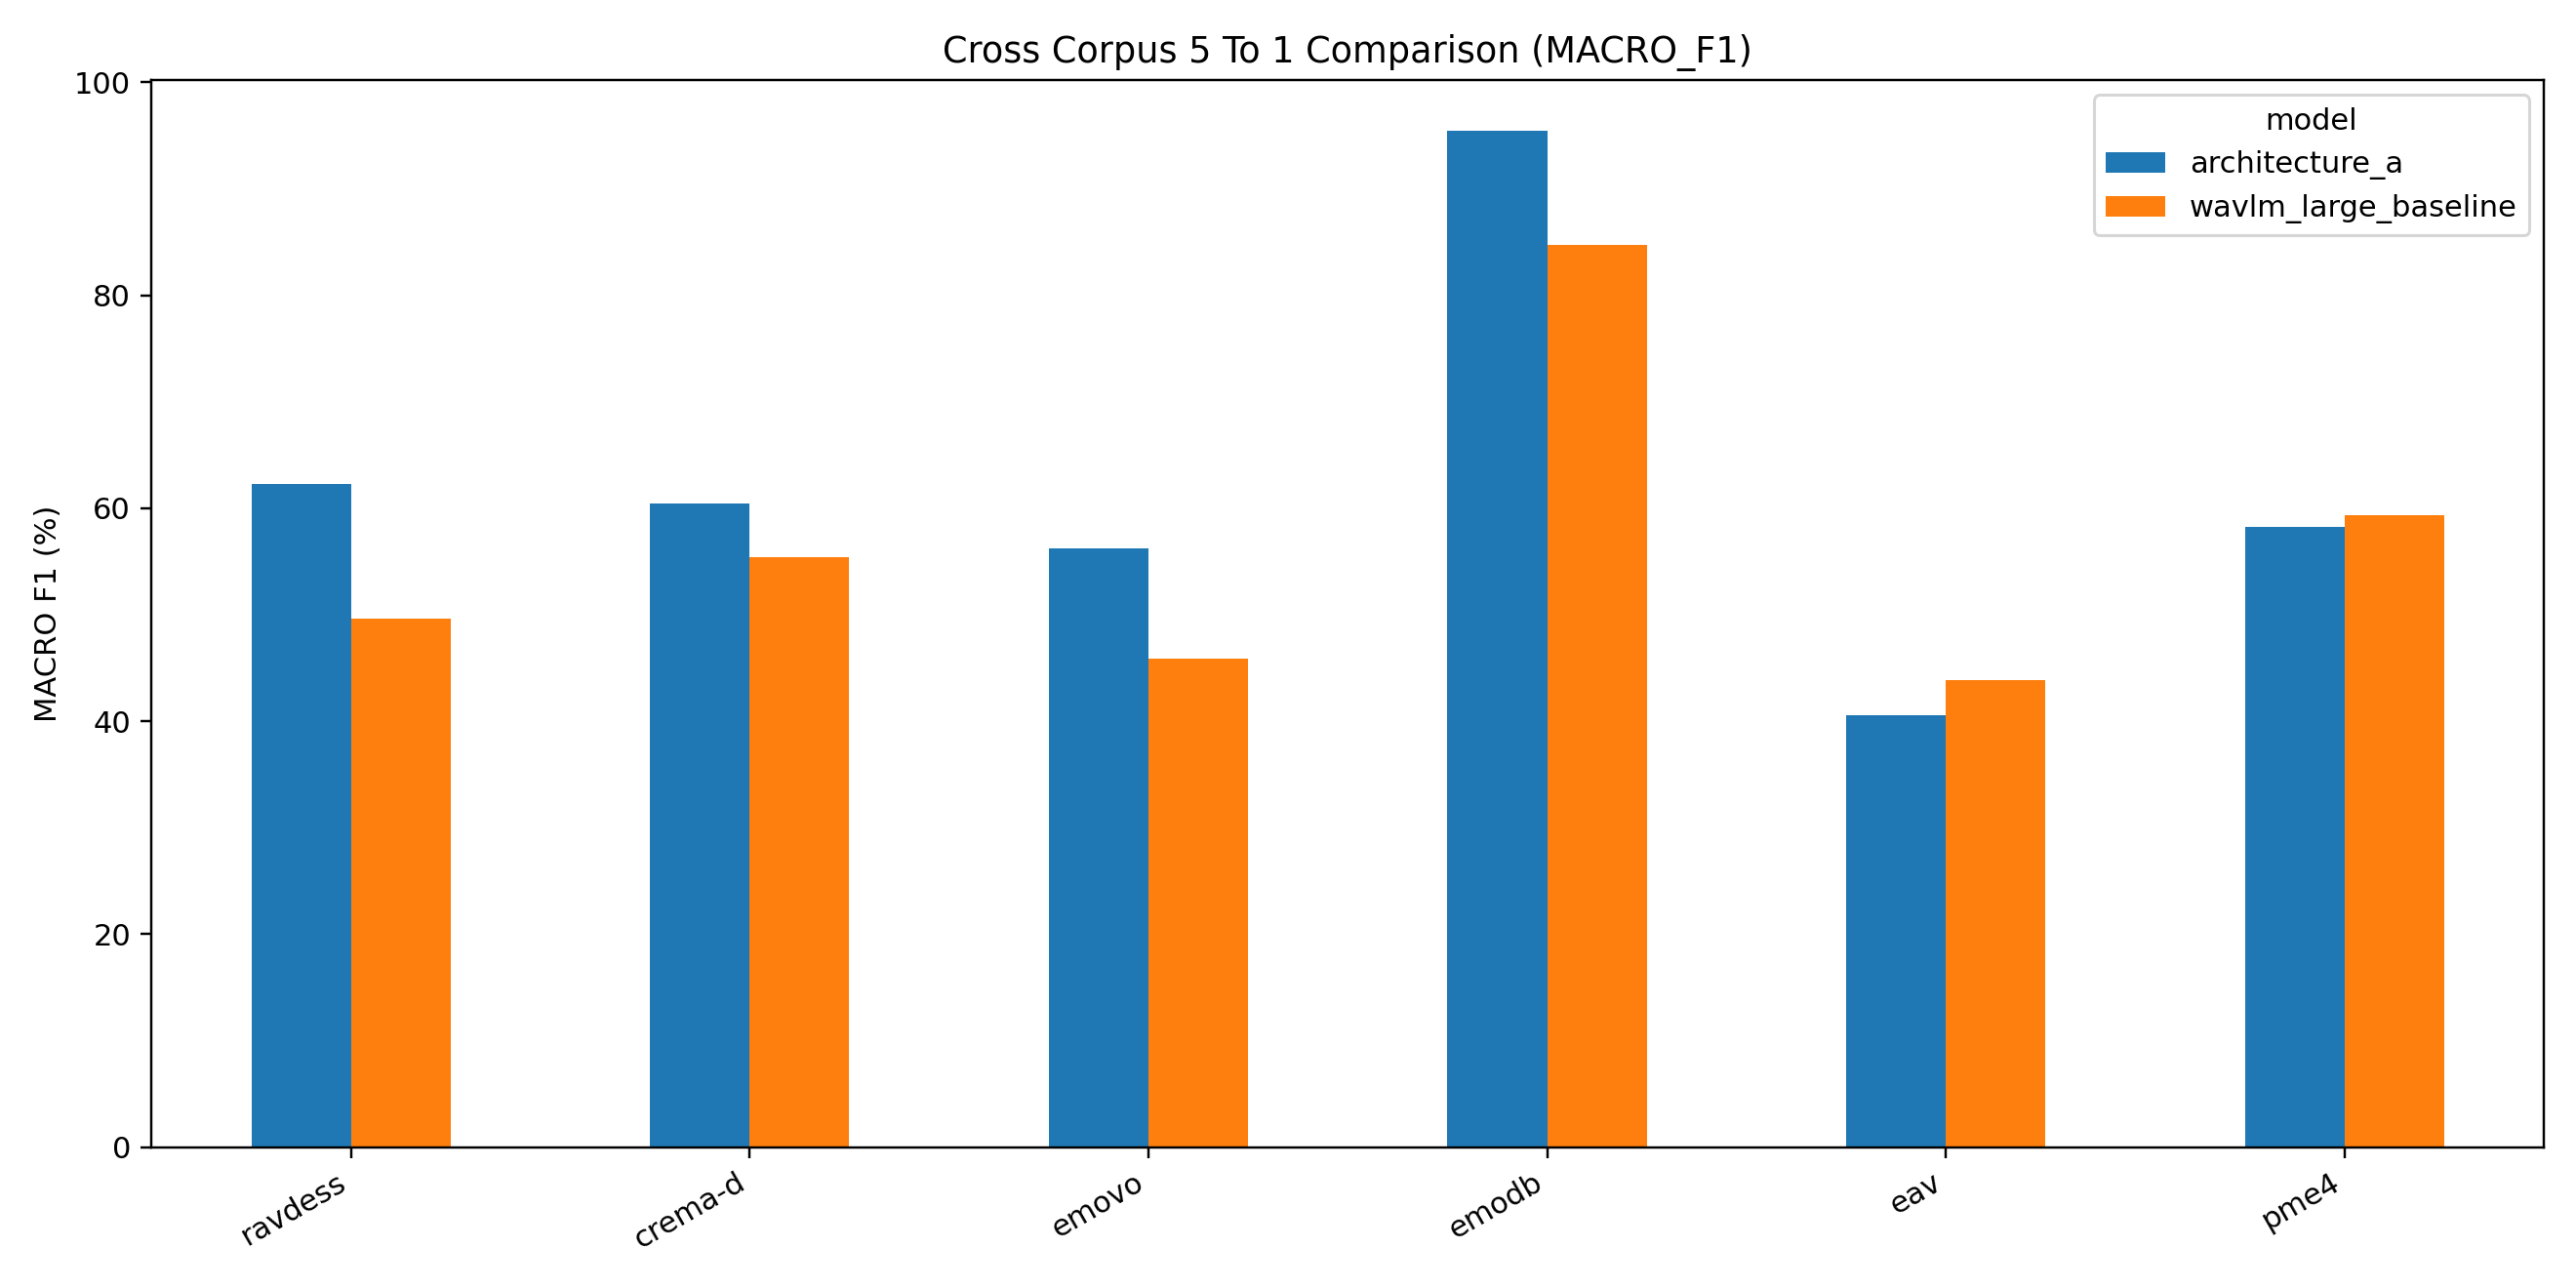 Cross Corpus 5 To 1 Comparison (MACRO_F1)
model
architecture_a
wavlm_large_baseline
MACRO F1 (%)
100
80
60
40
20
0
ravdess
crema-d
emovo
emodb
eav
pme4